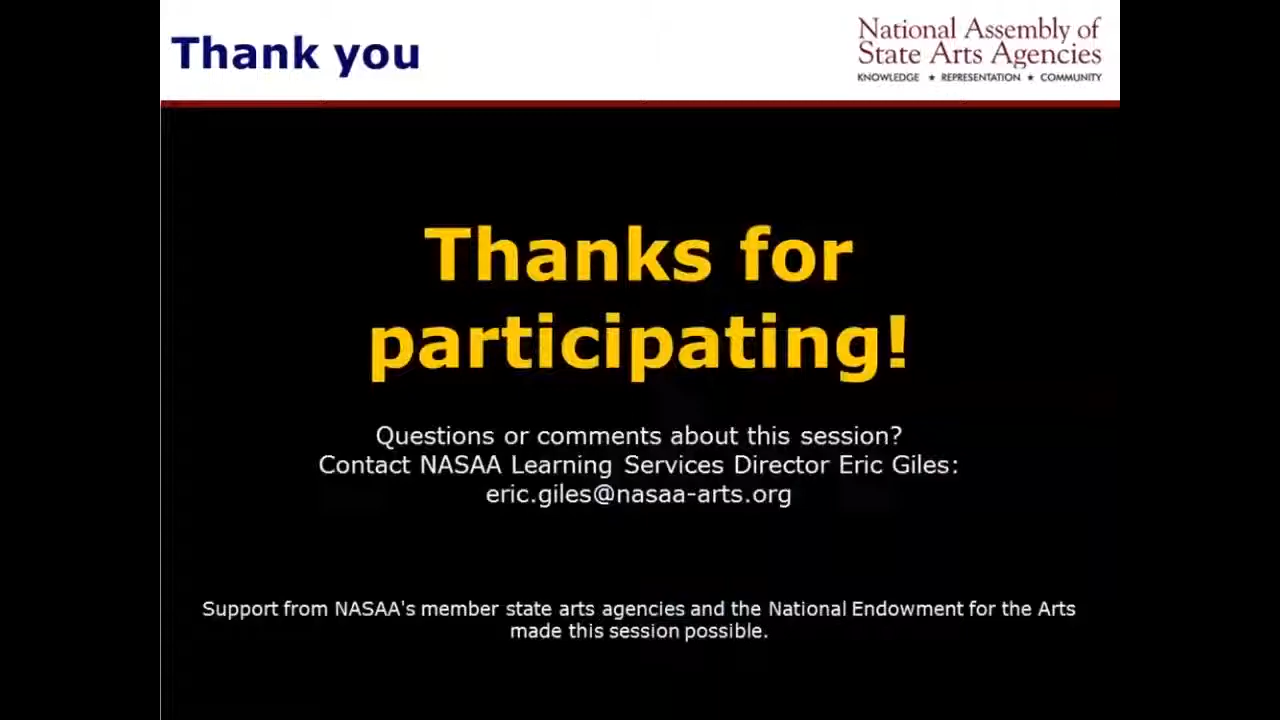 Thank you
National Assembly of
State Arts Agencies
KNOWLEDGE ★ REPRESENTATION ★ COMMUNITY
Thanks for
participating!
Questions or comments about this session?
Contact NASAA Learning Services Director Eric Giles:
eric.giles@nasaa-arts.org
Support from NASAA's member state arts agencies and the National Endowment for the Arts
made this session possible.